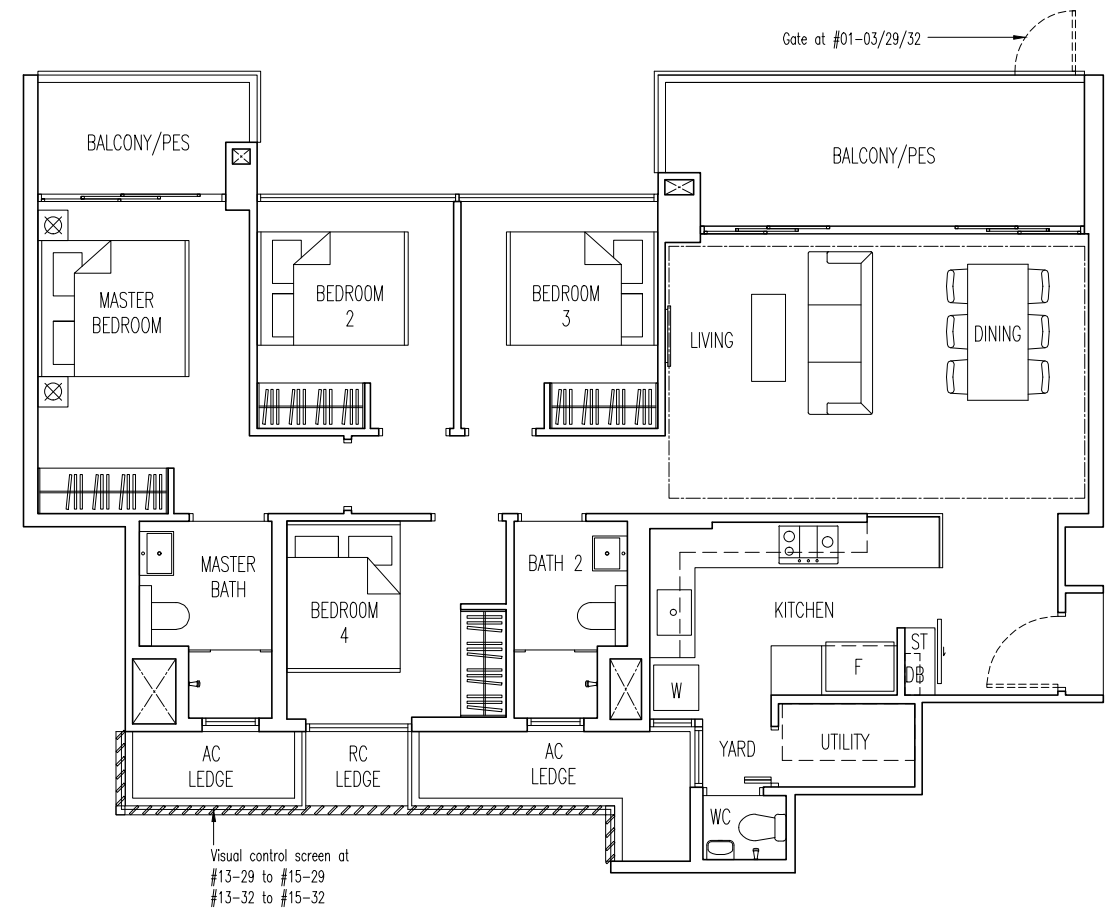 Gate at #01-03/29/32
BALCONY/PES
BALCONY/PES
MASTER
BEDROOM
BEDROOM
2
BEDROOM
3
LIVING
DINING
MASTER
BATH
BEDROOM
4
BATH 2
KITCHEN
ST
DB
F
W
AC
LEDGE
RC
LEDGE
AC
LEDGE
YARD
UTILITY
WC
Visual control screen at
#13-29 to #15-29
#13-32 to #15-32